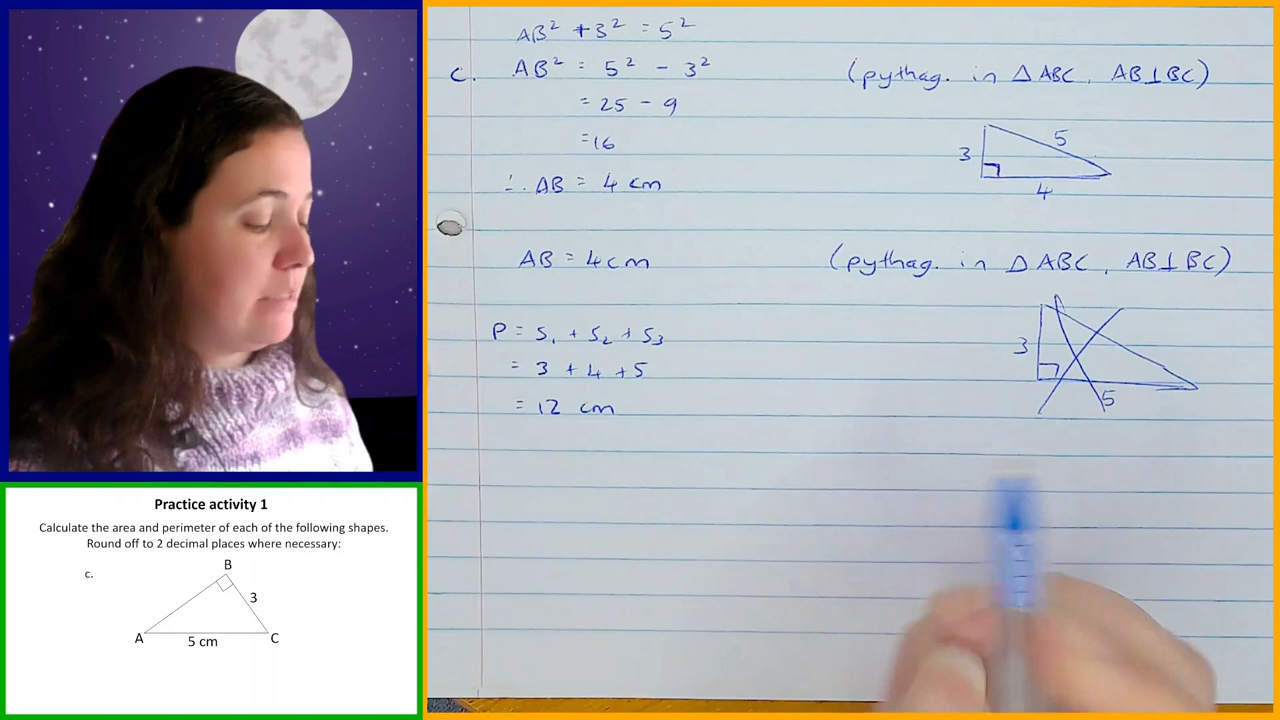 AB² + 3² = 5²
c. AB² = 5² - 3² (pythag. in △ABC, AB⊥BC)
= 25 - 9
= 16
3 5 4
∴ AB = 4 cm
AB = 4cm (pythag. in △ABC, AB⊥BC)
P = S₁ + S₂ + S₃
= 3 + 4 + 5
= 12 cm
3 5
Practice activity 1
Calculate the area and perimeter of each of the following shapes.
Round off to 2 decimal places where necessary:
c.
B
3
A C
5 cm